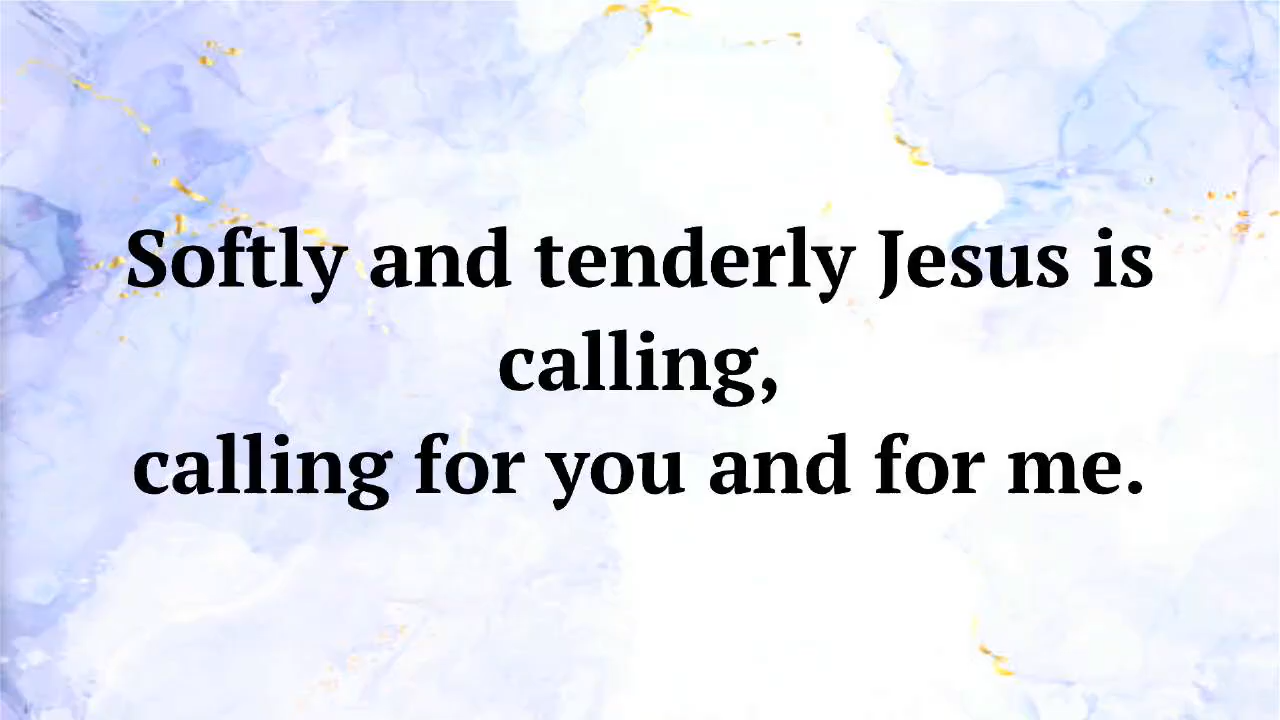 Softly and tenderly Jesus is
calling,
calling for you and for me.